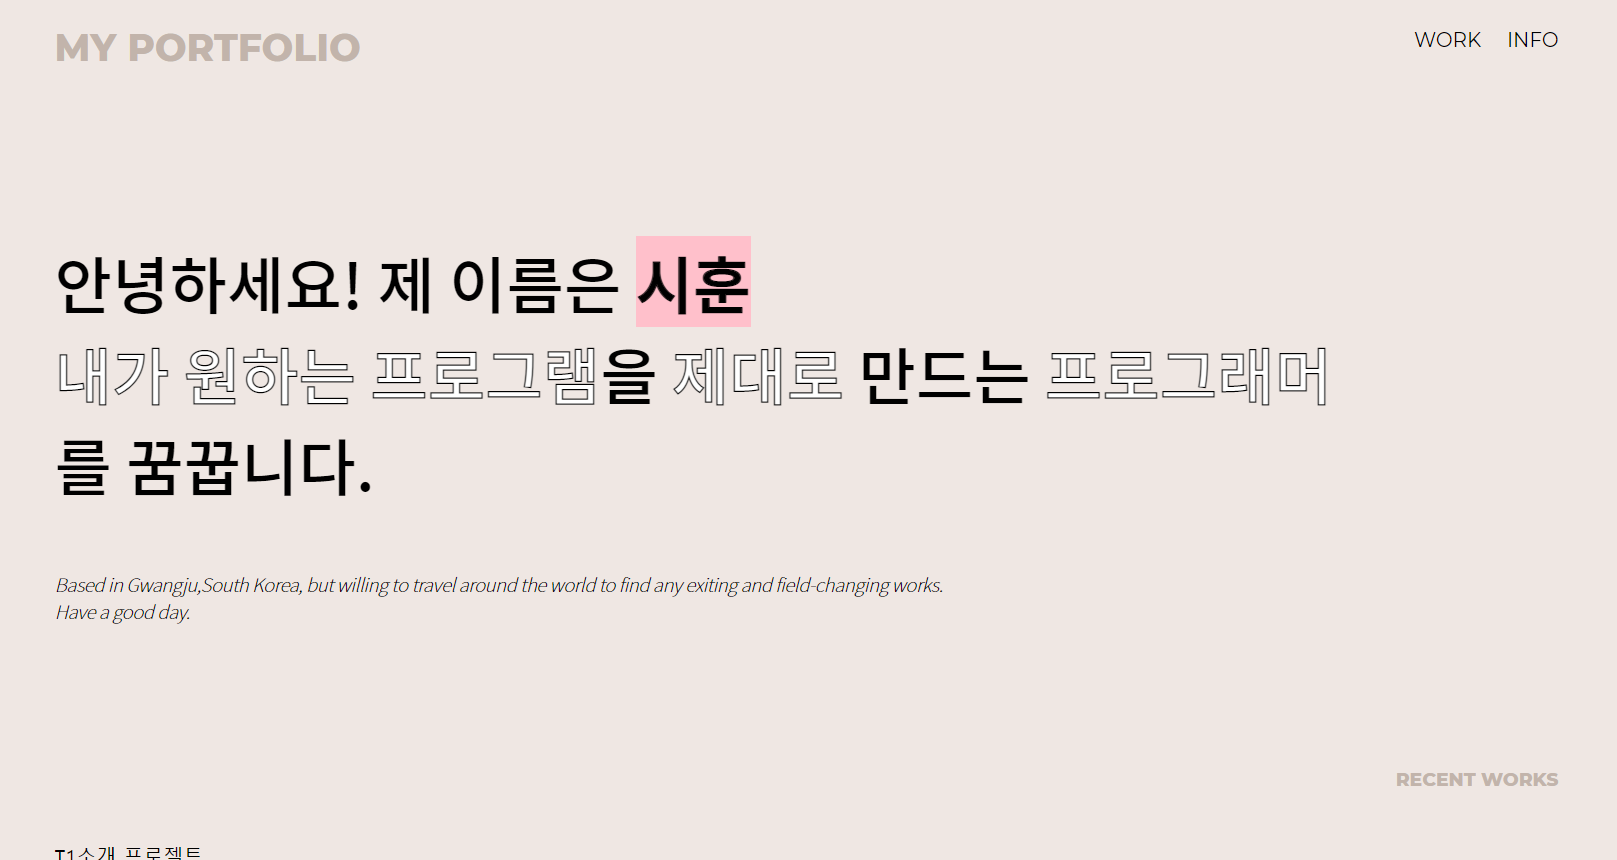 MY PORTFOLIO
WORK INFO
안녕하세요! 제 이름은 시훈
내가 원하는 프로그램을 제대로 만드는 프로그래머
를 꿈꿉니다.
Based in Gwangju,South Korea, but willing to travel around the world to find any exiting and field-changing works.
Have a good day.
RECENT WORKS
T1소개 프로젝트